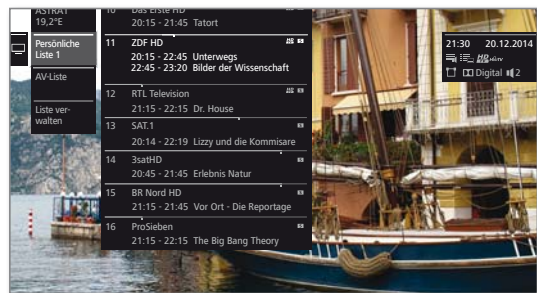 ASTRA1
19,2°E
Persönliche
Liste 1
AV-Liste
Liste ver-
walten
10 Das Erste HD
20:15 - 21:45 Tatort
11 ZDF HD
20:15 - 22:45 Unterwegs
22:45 - 23:20 Bilder der Wissenschaft
12 RTL Television
21:15 - 22:15 Dr. House
13 SAT.1
20:14 - 22:19 Lizzy und die Kommisare
14 3satHD
20:45 - 21:45 Erlebnis Natur
15 BR Nord HD
21:15 - 21:45 Vor Ort - Die Reportage
16 ProSieben
21:15 - 22:15 The Big Bang Theory
21:30 20.12.2014
Digital 2